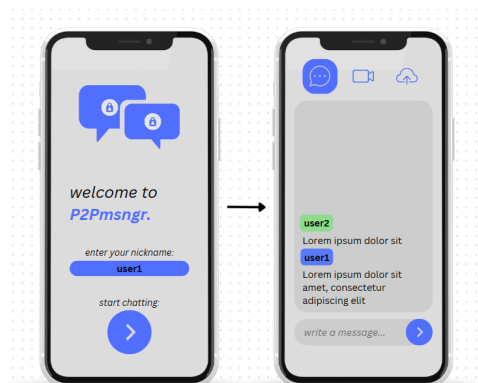 welcome to
P2Pmsngr.
enter your nickname:
user1
start chatting:
user2
Lorem ipsum dolor sit
user1
Lorem ipsum dolor sit
amet, consectetur
adipiscing elit
write a message...